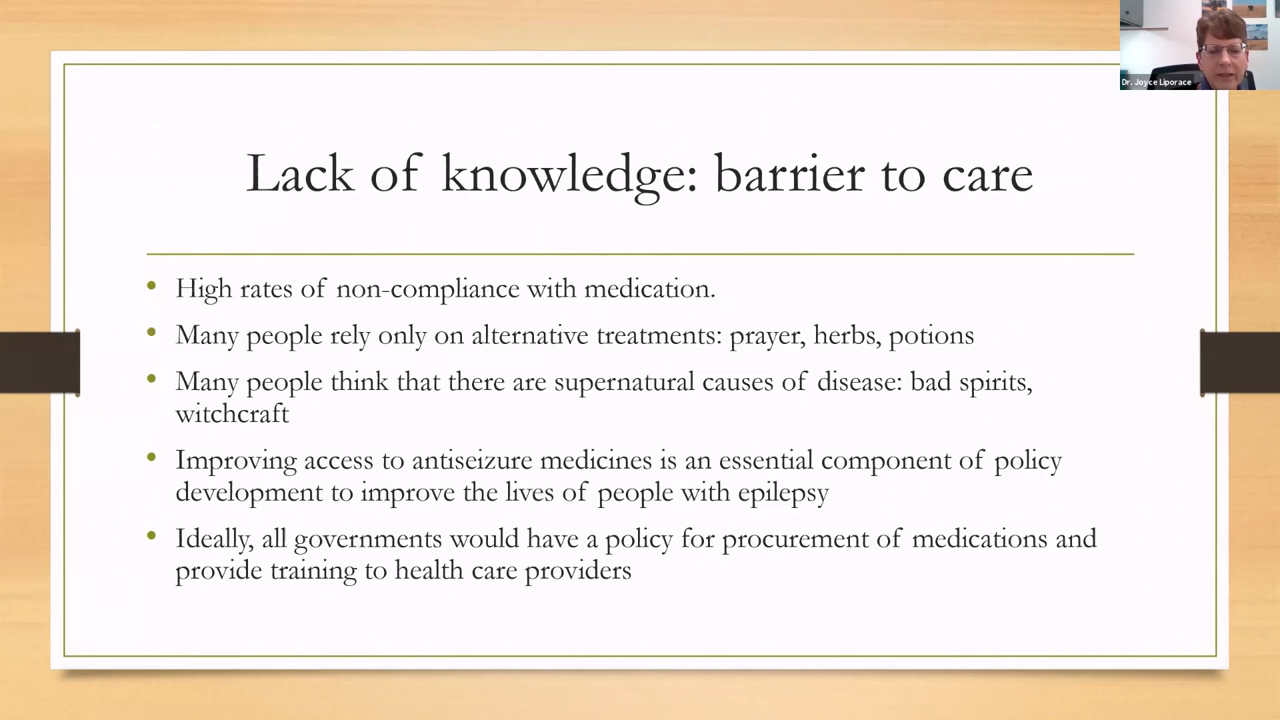 Dr. Joyce Liporace
Lack of knowledge: barrier to care
• High rates of non-compliance with medication.
• Many people rely only on alternative treatments: prayer, herbs, potions
• Many people think that there are supernatural causes of disease: bad spirits,
witchcraft
• Improving access to antiseizure medicines is an essential component of policy
development to improve the lives of people with epilepsy
• Ideally, all governments would have a policy for procurement of medications and
provide training to health care providers